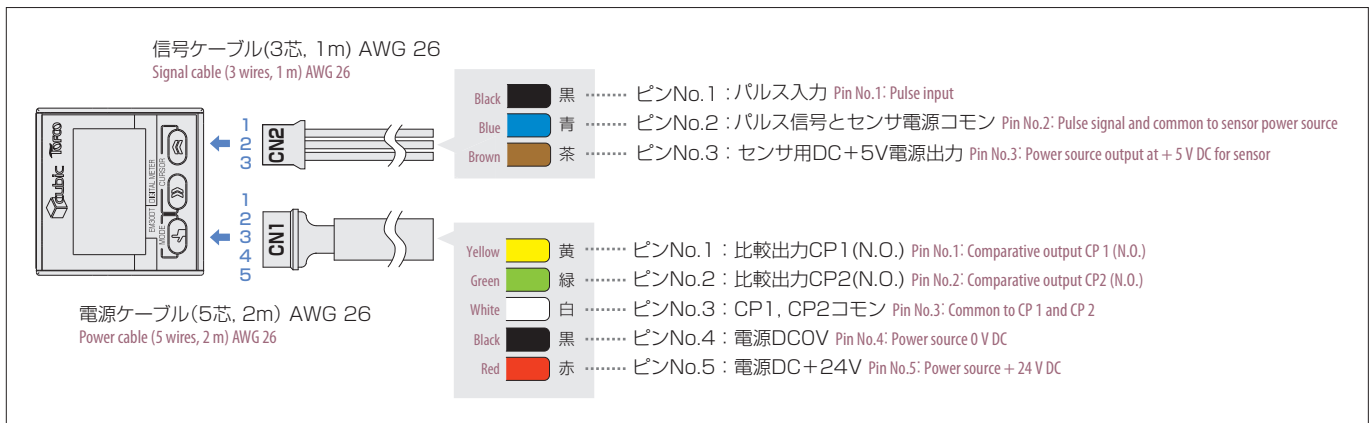 信号ケーブル(3芯, 1m) AWG 26
Signal cable (3 wires, 1 m) AWG 26
Cubic TOFCO
EM3CDT DIGITAL METER
MODE CURSOR
1
2
3
CN2
Black 黒 ピンNo.1：パルス入力 Pin No.1: Pulse input
Blue 青 ピンNo.2：パルス信号とセンサ電源コモン Pin No.2: Pulse signal and common to sensor power source
Brown 茶 ピンNo.3：センサ用DC＋5V電源出力 Pin No.3: Power source output at + 5 V DC for sensor
1
2
3
4
5
CN1
Yellow 黄 ピンNo.1：比較出力CP1(N.O.) Pin No.1: Comparative output CP 1 (N.O.)
Green 緑 ピンNo.2：比較出力CP2(N.O.) Pin No.2: Comparative output CP2 (N.O.)
White 白 ピンNo.3：CP1, CP2コモン Pin No.3: Common to CP 1 and CP 2
Black 黒 ピンNo.4：電源DC0V Pin No.4: Power source 0 V DC
Red 赤 ピンNo.5：電源DC＋24V Pin No.5: Power source + 24 V DC
電源ケーブル(5芯, 2m) AWG 26
Power cable (5 wires, 2 m) AWG 26